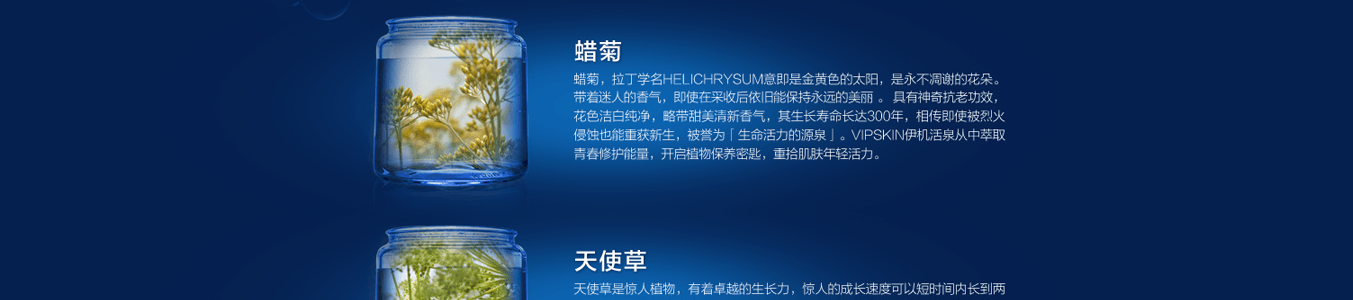 蜡菊
蜡菊，拉丁学名HELICHRYSUM意即是金黄色的太阳，是永不凋谢的花朵。
带着迷人的香气，即使在采收后依旧能保持永远的美丽 。 具有神奇抗老功效，
花色洁白纯净，略带甜美清新香气，其生长寿命长达300年，相传即使被烈火
侵蚀也能重获新生，被誉为「生命活力的源泉」。VIPSKIN伊机活泉从中萃取
青春修护能量，开启植物保养密匙，重拾肌肤年轻活力。
天使草
天使草是惊人植物，有着卓越的生长力，惊人的成长速度可以短时间内长到两